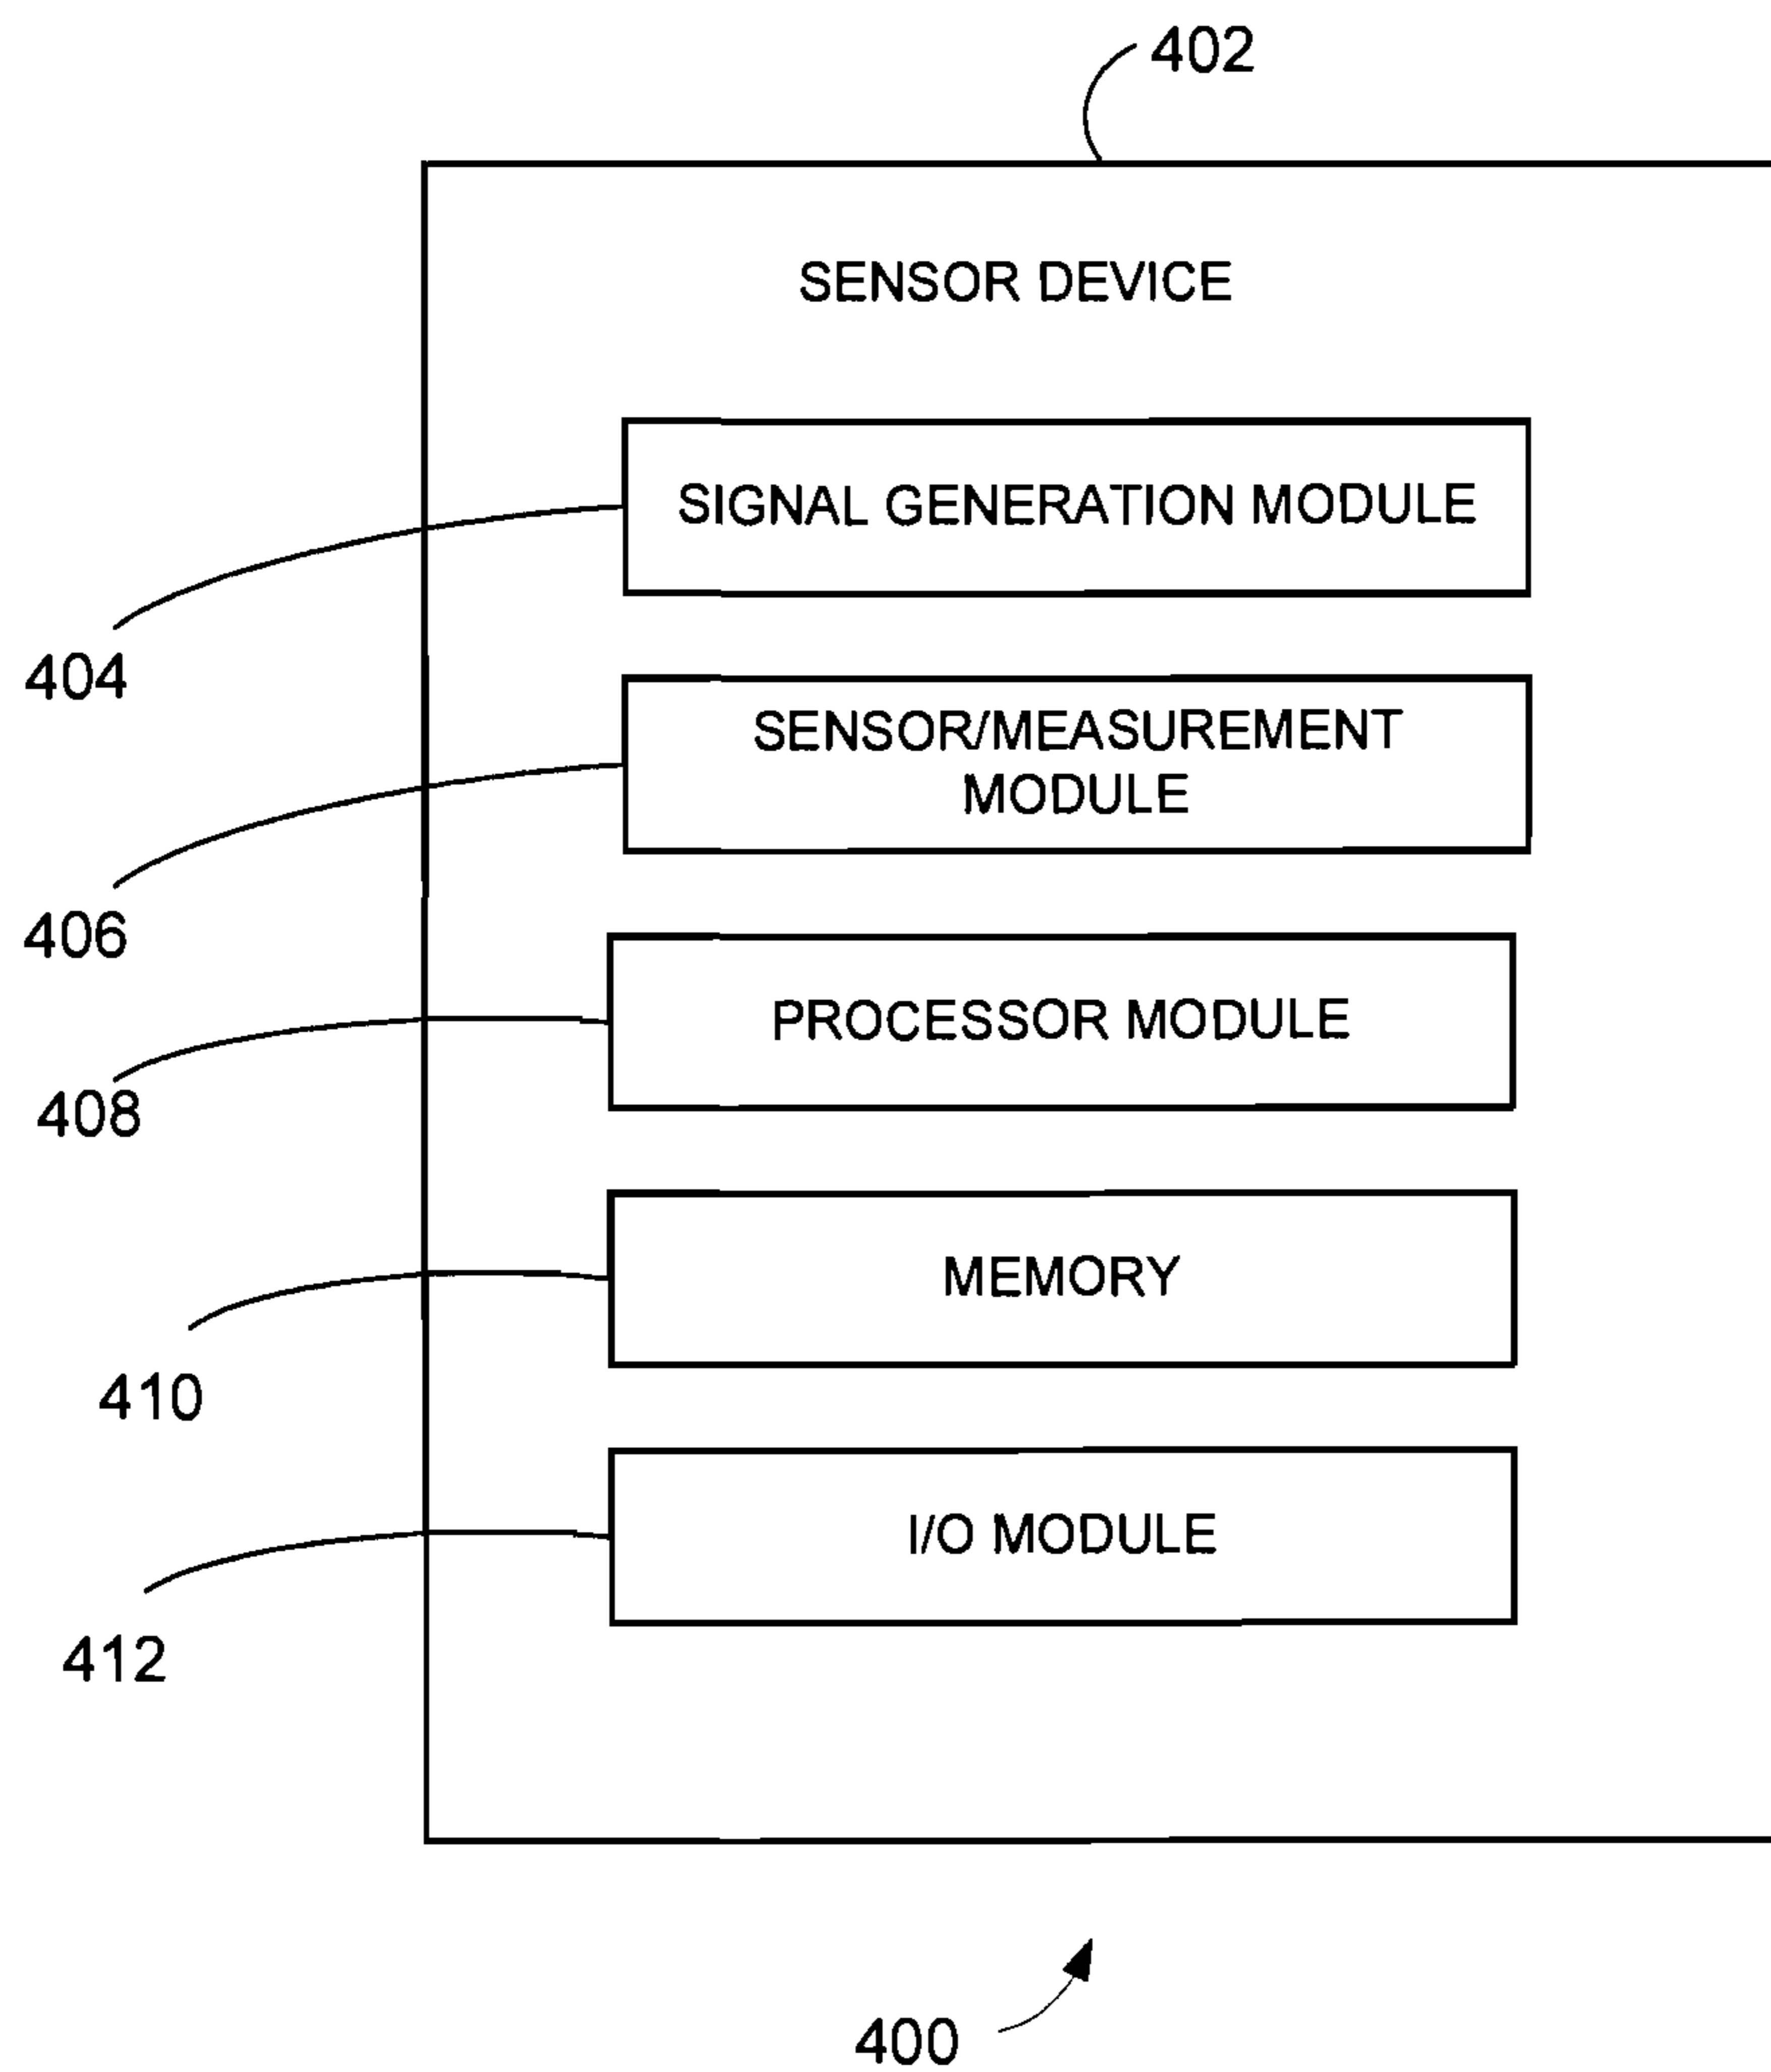 402
SENSOR DEVICE
SIGNAL GENERATION MODULE
404
SENSOR/MEASUREMENT
MODULE
406
PROCESSOR MODULE
408
MEMORY
410
I/O MODULE
412
400